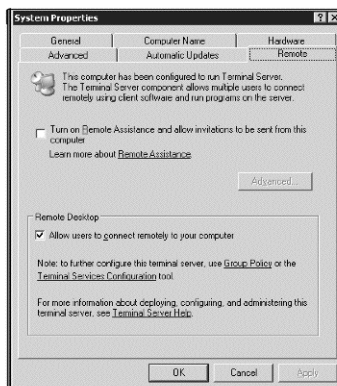 System Properties
General Computer Name Hardware
Advanced Automatic Updates Remote
This computer has been configured to run Terminal Server.
The Terminal Server component allows multiple users to connect
remotely using client software and run programs on the server.
Turn on Remote Assistance and allow invitations to be sent from this
computer
Learn more about Remote Assistance.
Advanced...
Remote Desktop
Allow users to connect remotely to your computer
Note: to further configure this terminal server, use Group Policy or the
Terminal Services Configuration tool.
For more information about deploying, configuring, and administering this
terminal server, see Terminal Server Help.
OK Cancel Apply